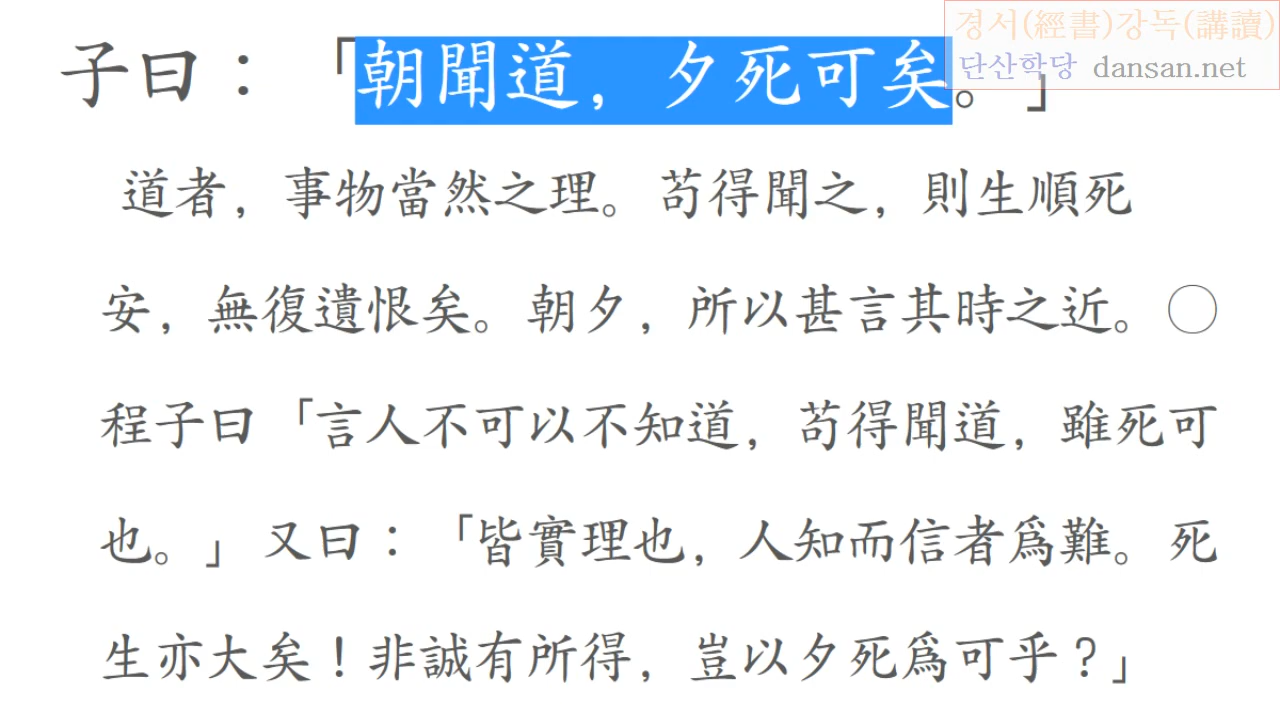 경서(經書)강독(講讀)
단산학당 dansan.net
子曰：「朝聞道，夕死可矣。」
道者，事物當然之理。苟得聞之，則生順死
安，無復遺恨矣。朝夕，所以甚言其時之近。○
程子曰「言人不可以不知道，苟得聞道，雖死可
也。」又曰：「皆實理也，人知而信者爲難。死
生亦大矣！非誠有所得，豈以夕死爲可乎？」